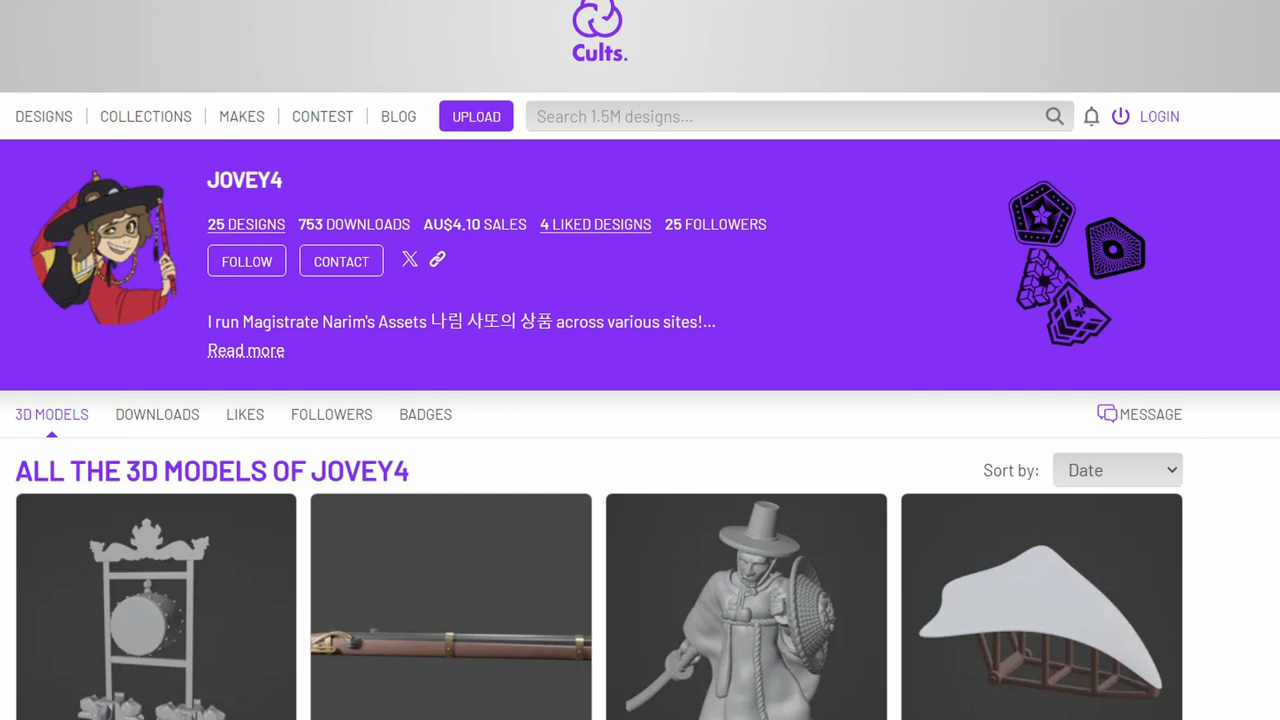 Cults.
DESIGNS COLLECTIONS MAKES CONTEST BLOG UPLOAD Search 1.5M designs... LOGIN
JOVEY4
25 DESIGNS 753 DOWNLOADS AU$4.10 SALES 4 LIKED DESIGNS 25 FOLLOWERS
FOLLOW CONTACT
I run Magistrate Narim's Assets 나림 사또의 상품 across various sites!...
Read more
3D MODELS DOWNLOADS LIKES FOLLOWERS BADGES MESSAGE
ALL THE 3D MODELS OF JOVEY4 Sort by: Date